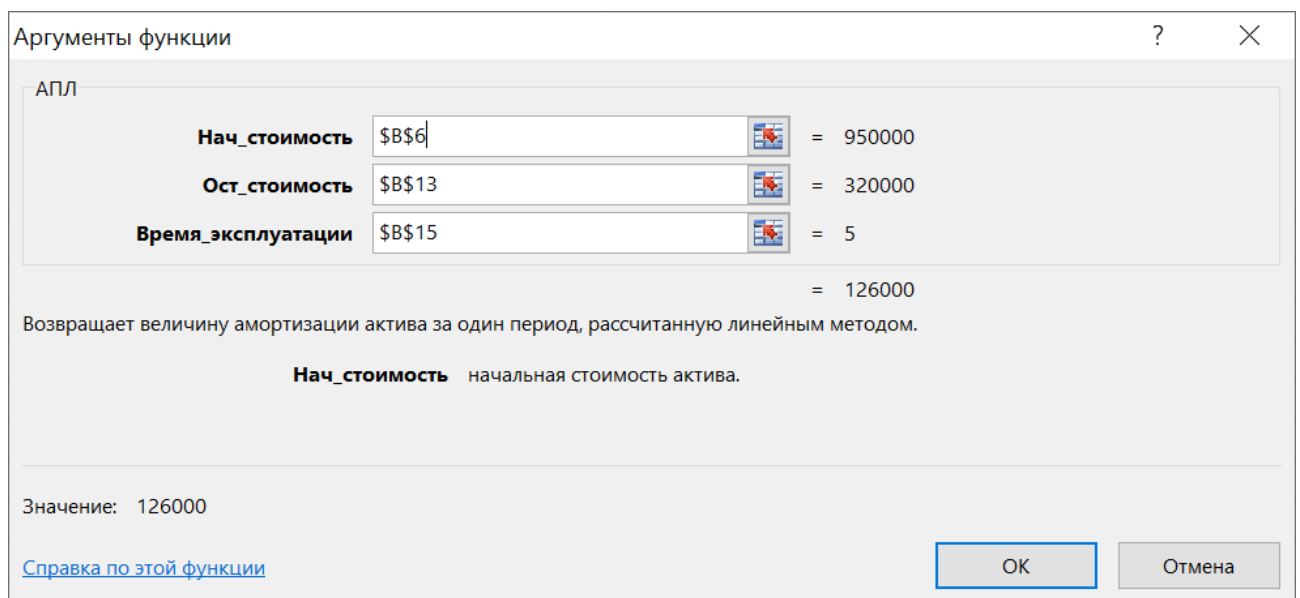 Аргументы функции ? ×
АПЛ
Нач_стоимость $B$6 = 950000
Ост_стоимость $B$13 = 320000
Время_эксплуатации $B$15 = 5
= 126000
Возвращает величину амортизации актива за один период, рассчитанную линейным методом.
Нач_стоимость начальная стоимость актива.
Значение: 126000
Справка по этой функции ОК Отмена